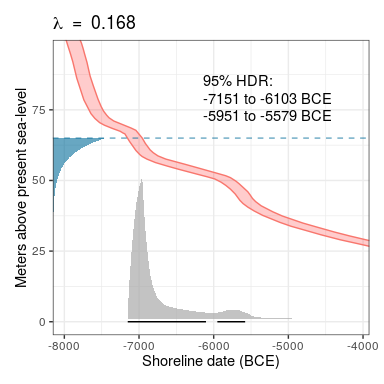 λ = 0.168
95% HDR:
-7151 to -6103 BCE
-5951 to -5579 BCE
Meters above present sea-level
75
50
25
0
-8000 -7000 -6000 -5000 -4000
Shoreline date (BCE)